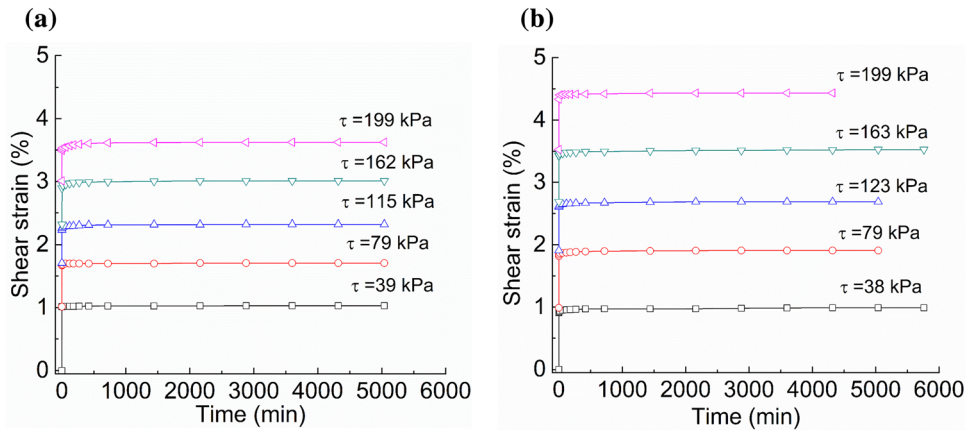 (a)
5
4
3
2
1
0
Shear strain (%)
τ =199 kPa
τ =162 kPa
τ =115 kPa
τ =79 kPa
τ =39 kPa
0 1000 2000 3000 4000 5000 6000
Time (min)
(b)
5
4
3
2
1
0
Shear strain (%)
τ =199 kPa
τ =163 kPa
τ =123 kPa
τ =79 kPa
τ =38 kPa
0 1000 2000 3000 4000 5000 6000
Time (min)